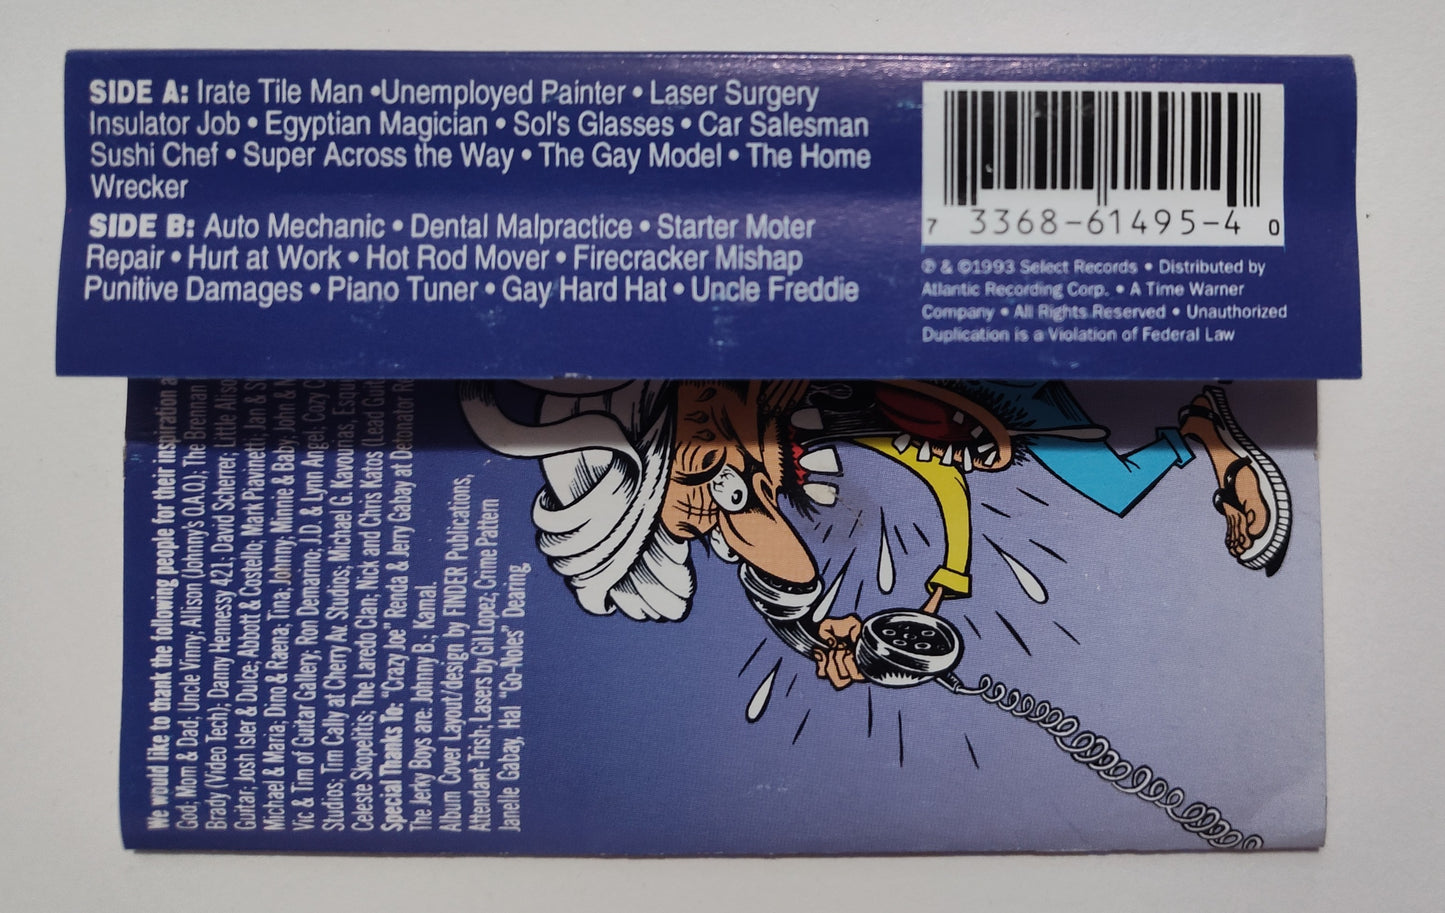 SIDE A: Irate Tile Man •Unemployed Painter • Laser Surgery
Insulator Job • Egyptian Magician • Sol's Glasses • Car Salesman
Sushi Chef • Super Across the Way • The Gay Model • The Home
Wrecker
SIDE B: Auto Mechanic • Dental Malpractice • Starter Moter
Repair • Hurt at Work • Hot Rod Mover • Firecracker Mishap
Punitive Damages • Piano Tuner • Gay Hard Hat • Uncle Freddie
7 3368-61495-4 0
℗ & ©1993 Select Records • Distributed by
Atlantic Recording Corp. • A Time Warner
Company • All Rights Reserved • Unauthorized
Duplication is a Violation of Federal Law
We would like to thank the following people for their inspiration a
God; Mom & Dad; Uncle Vinny; Allison (Johnny's O.A.O.); The Brennan
Brady (Video Tech); Danny Hennessy 421; David Scherrer; Little Aliso
Guitar; Josh Isler & Dulce; Abbott & Costello; Mark Plavinetti; Jan & S
Michael & Maria; Dino & Raena; Tina; Johnny; Minnie & Baby; John & N
Vic & Tim of Guitar Gallery; Ron Demarino; J.D. & Lynn Angel; Cozy C
Studios; Tim Cally at Cherry Av. Studios; Michael G. Kavournas, Esqu
Celeste Skopelitis; The Laredo Clan; Nick and Chris Katos (Lead Guit
Special Thanks To: "Crazy Joe" Renda & Jerry Gabay at Detonator Re
The Jerky Boys are: Johnny B.; Kamal.
Album Cover Layout/design by FINDER Publications,
Attendant-Trish; Lasers by Gil Lopez; Crime Pattern
Janelle Gabay, Hal "Go-Nules" Dearing